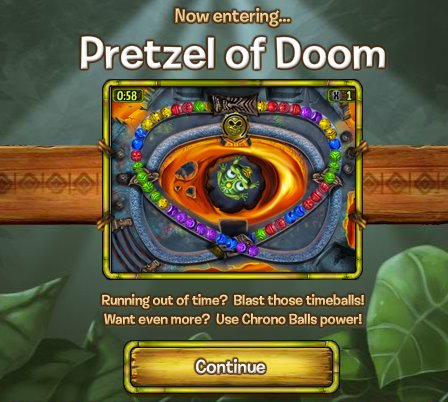 Now entering...
Pretzel of Doom
0:58
1
Running out of time? Blast those timeballs!
Want even more? Use Chrono Balls power!
Continue